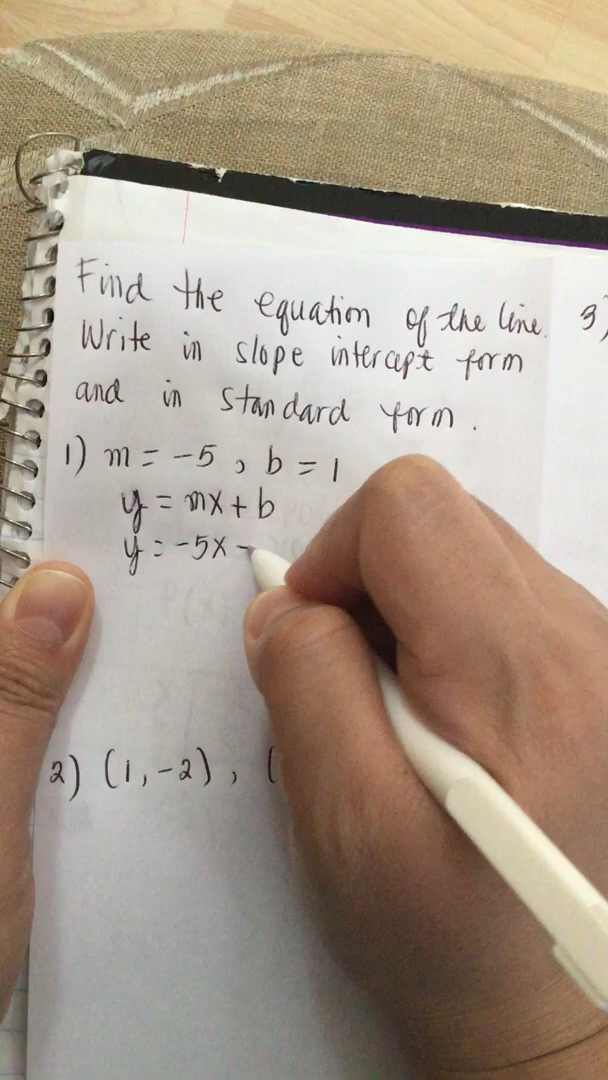 Find the equation of the line. 3)
Write in slope intercept form
and in standard form.
1) m = -5 , b = 1
y = mx + b
y = -5x -
2) (1, -2) , (